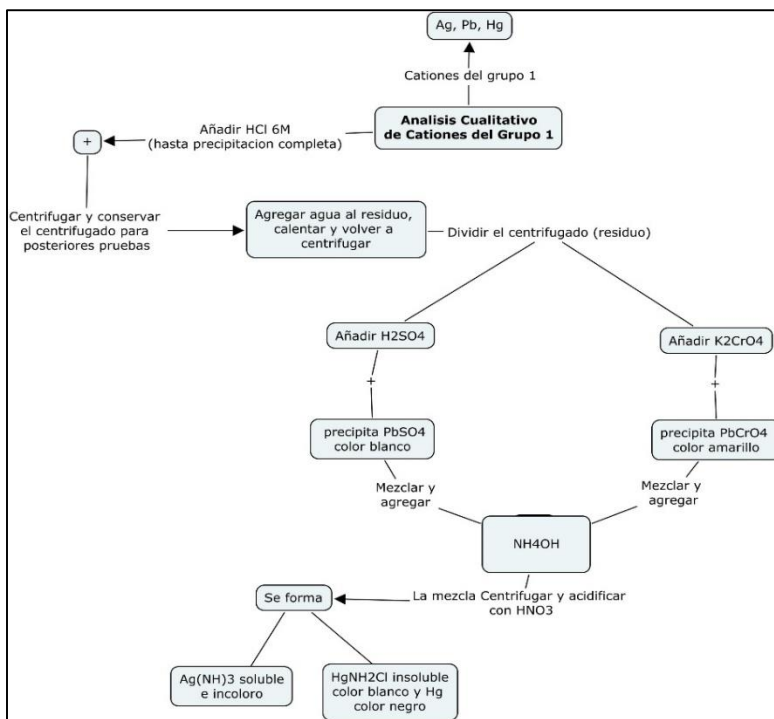 Ag, Pb, Hg
Cationes del grupo 1
Analisis Cualitativo
de Cationes del Grupo 1
Añadir HCl 6M
(hasta precipitacion completa)
+
Centrifugar y conservar
el centrifugado para
posteriores pruebas
Agregar agua al residuo,
calentar y volver a
centrifugar
Dividir el centrifugado (residuo)
Añadir H2SO4
+
precipita PbSO4
color blanco
Mezclar y
agregar
Añadir K2CrO4
+
precipita PbCrO4
color amarillo
Mezclar y
agregar
NH4OH
La mezcla Centrifugar y acidificar
con HNO3
Se forma
Ag(NH)3 soluble
e incoloro
HgNH2Cl insoluble
color blanco y Hg
color negro